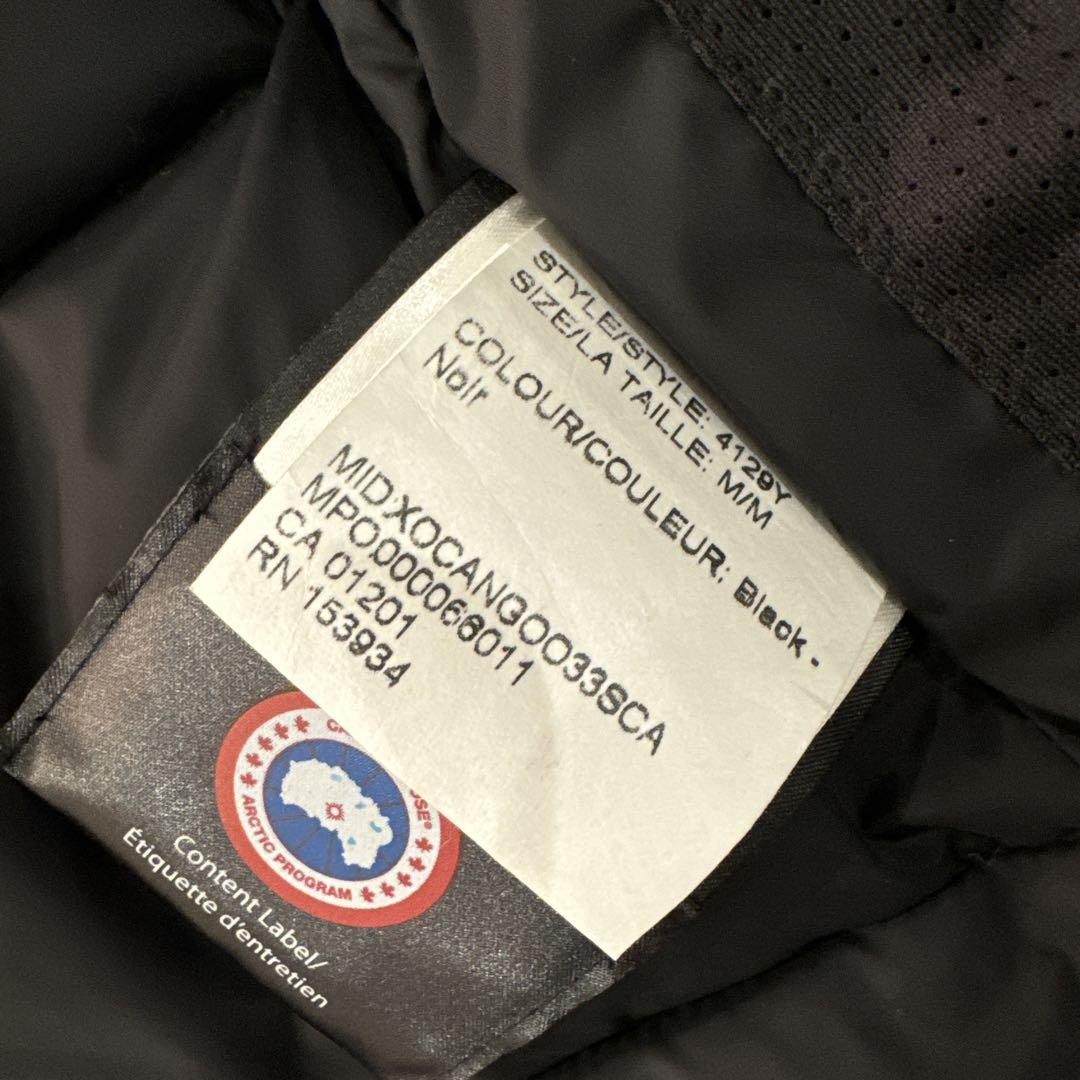 STYLE/STYLE: 4129Y
SIZE/LA TAILLE: M/M
COLOUR/COULEUR: Black -
Noir
MID:XOCANGOO33SCA
MPO000066011
CA 01201
RN 153934
ARCTIC PROGRAM
Content Label/
Étiquette d'entretien